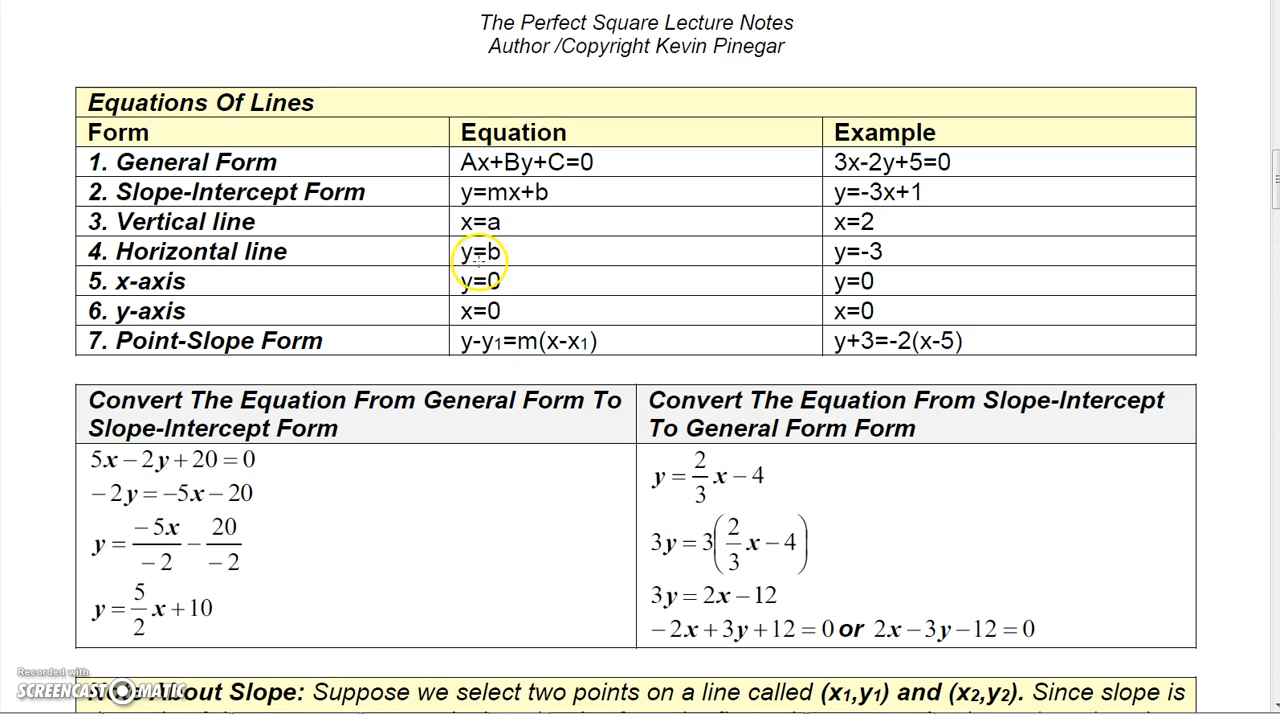 The Perfect Square Lecture Notes
Author /Copyright Kevin Pinegar
Equations Of Lines
Form Equation Example
1. General Form Ax+By+C=0 3x-2y+5=0
2. Slope-Intercept Form y=mx+b y=-3x+1
3. Vertical line x=a x=2
4. Horizontal line y=b y=-3
5. x-axis y=0 y=0
6. y-axis x=0 x=0
7. Point-Slope Form y-y₁=m(x-x₁) y+3=-2(x-5)
Convert The Equation From General Form To
Slope-Intercept Form
5x − 2y + 20 = 0
− 2y = −5x − 20
y = −5x/−2 − 20/−2
y = 5/2 x + 10
Convert The Equation From Slope-Intercept
To General Form Form
y = 2/3 x − 4
3y = 3(2/3 x − 4)
3y = 2x − 12
− 2x + 3y + 12 = 0 or 2x − 3y − 12 = 0
Recorded with
SCREENCAST MATIC
About Slope: Suppose we select two points on a line called (x₁,y₁) and (x₂,y₂). Since slope is